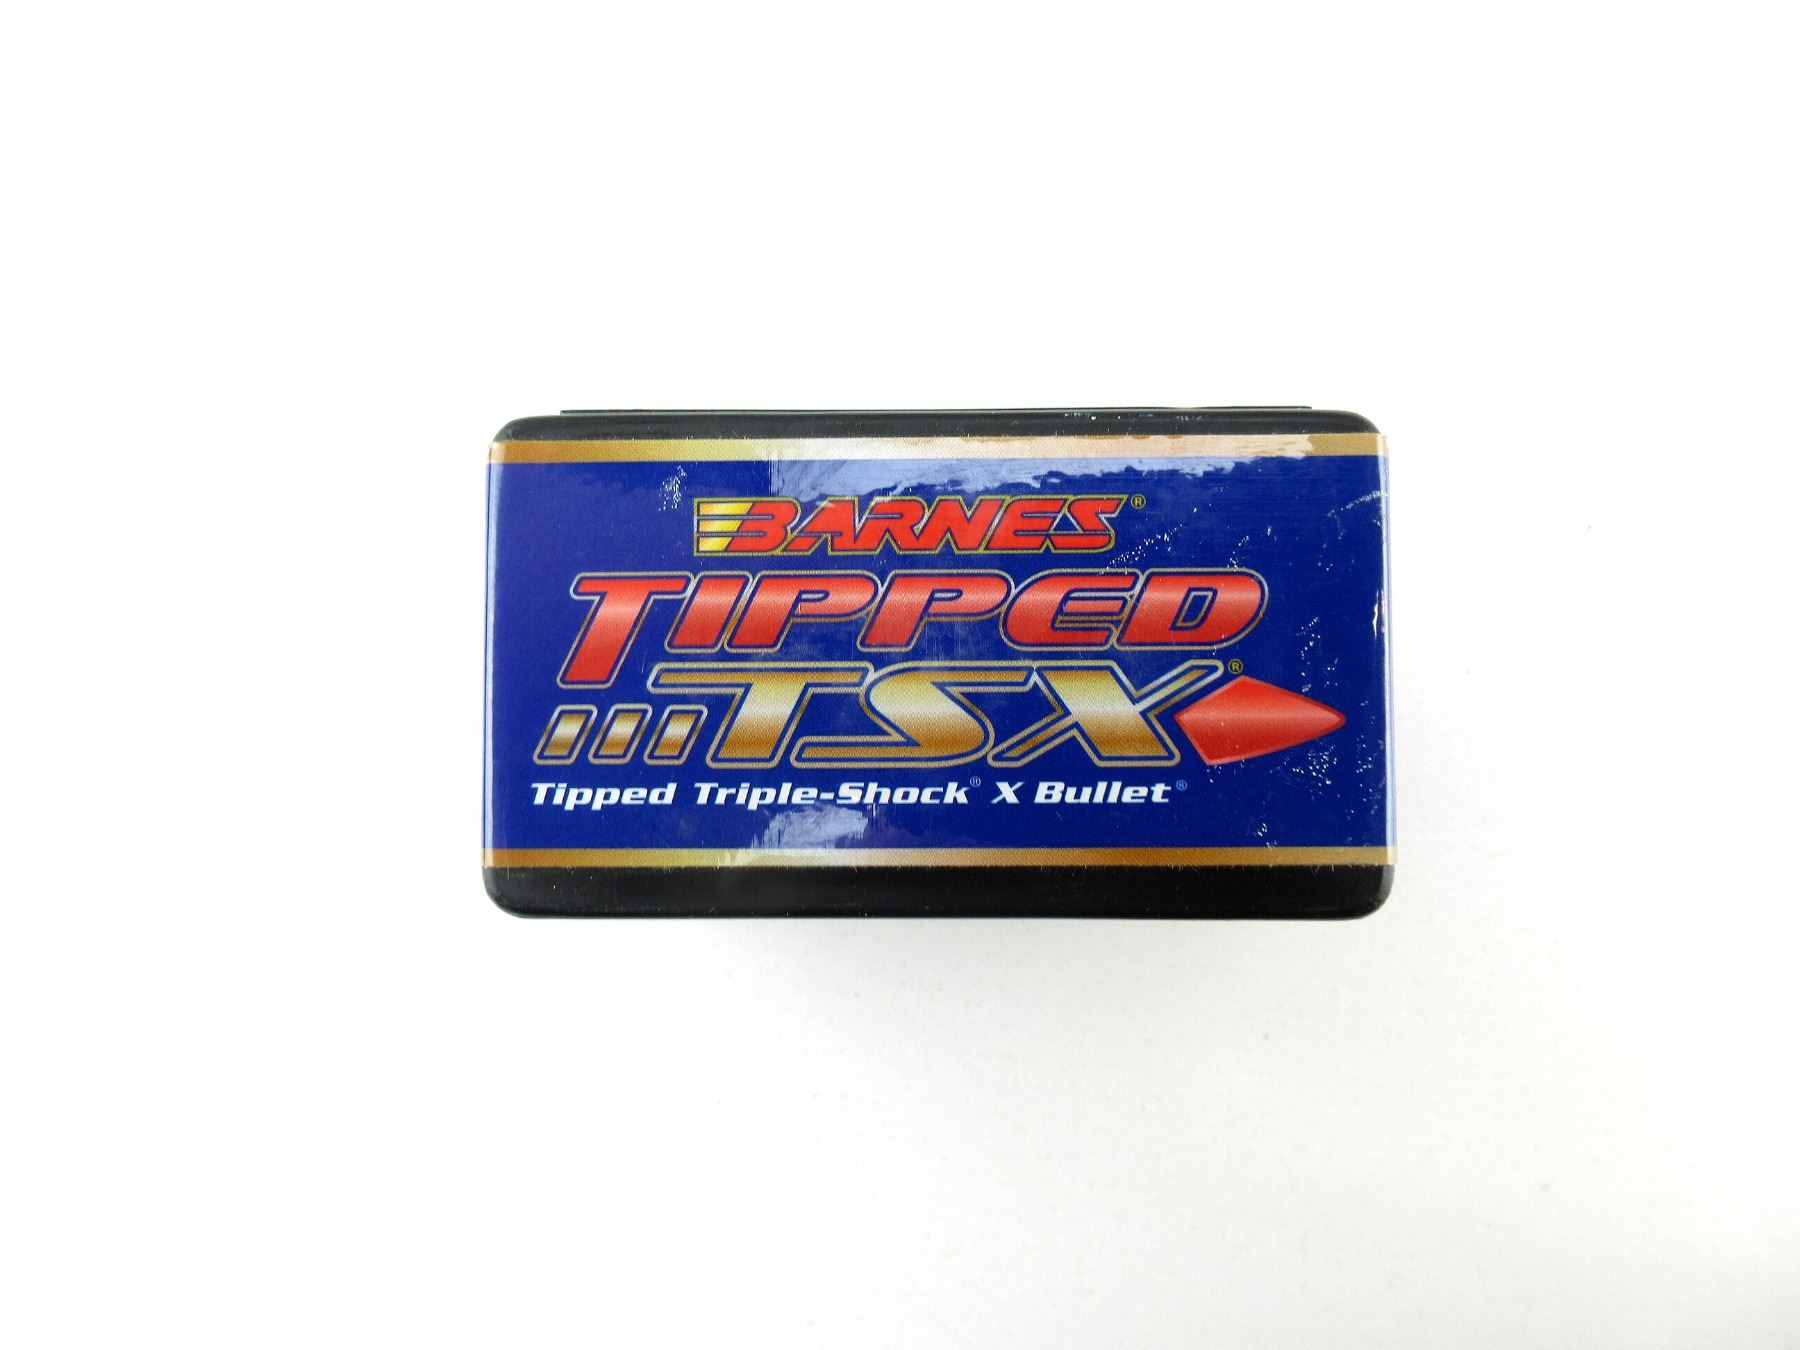 BARNES®
TIPPED
TSX®
Tipped Triple-Shock® X Bullet®